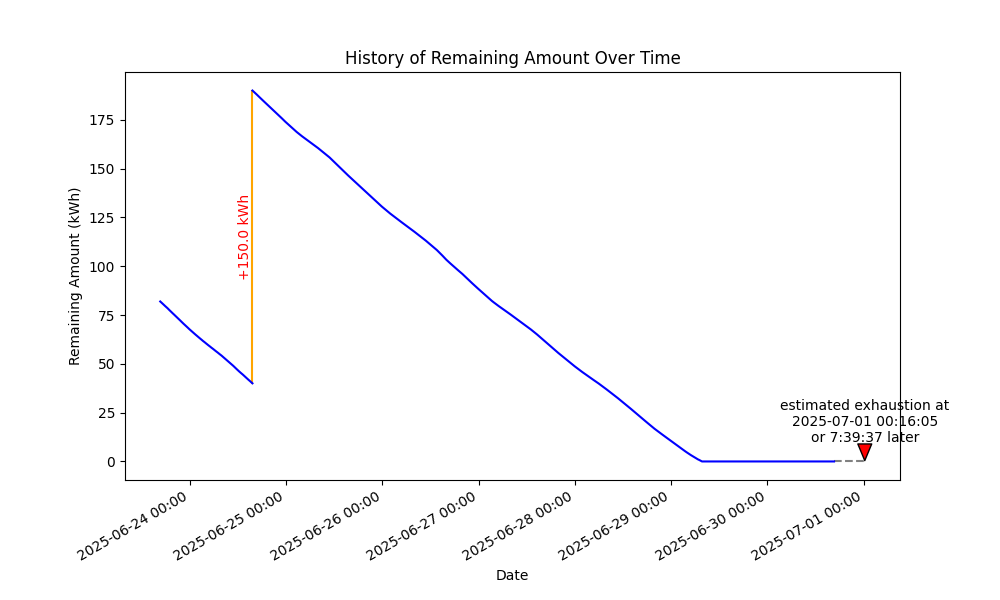 History of Remaining Amount Over Time
Remaining Amount (kWh)
175
150
125
100
75
50
25
0
+150.0 kWh
estimated exhaustion at
2025-07-01 00:16:05
or 7:39:37 later
2025-06-24 00:00
2025-06-25 00:00
2025-06-26 00:00
2025-06-27 00:00
2025-06-28 00:00
2025-06-29 00:00
2025-06-30 00:00
2025-07-01 00:00
Date